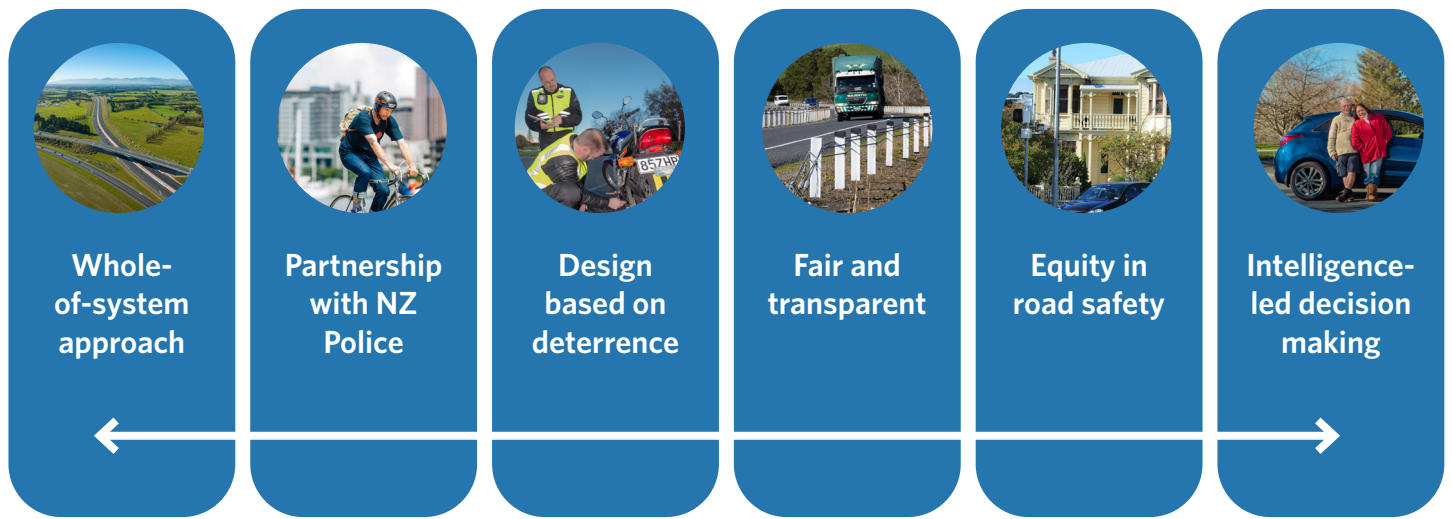 Whole-
of-system
approach
Partnership
with NZ
Police
Design
based on
deterrence
857HR
Fair and
transparent
Equity in
road safety
Intelligence-
led decision
making